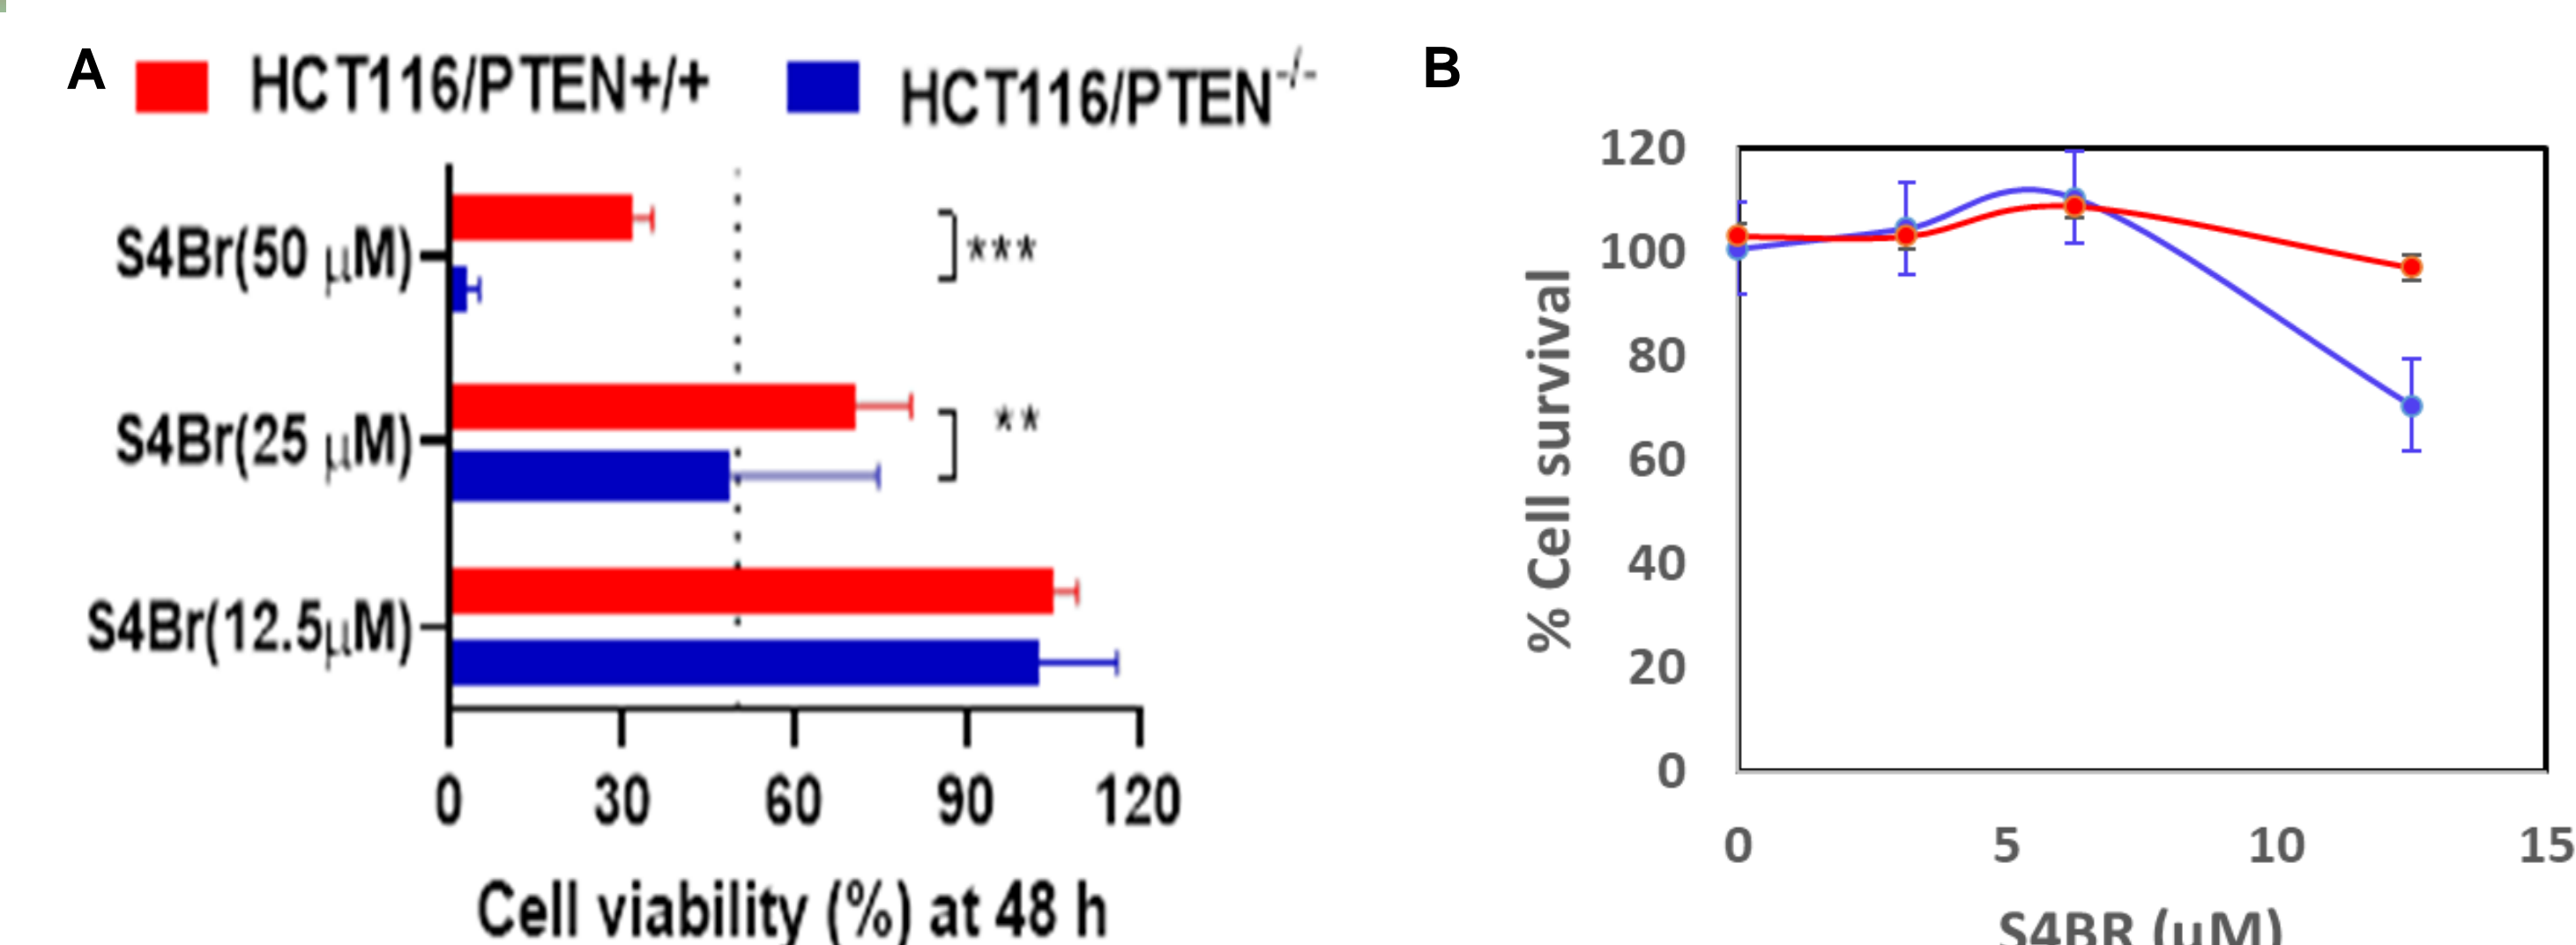 A HCT116/PTEN+/+ HCT116/PTEN-/-
S4Br(50 μM)
***
S4Br(25 μM)
**
S4Br(12.5μM)
0 30 60 90 120
Cell viability (%) at 48 h
B
120
100
80
60
40
20
0
% Cell survival
0 5 10 15
S4BR (μM)